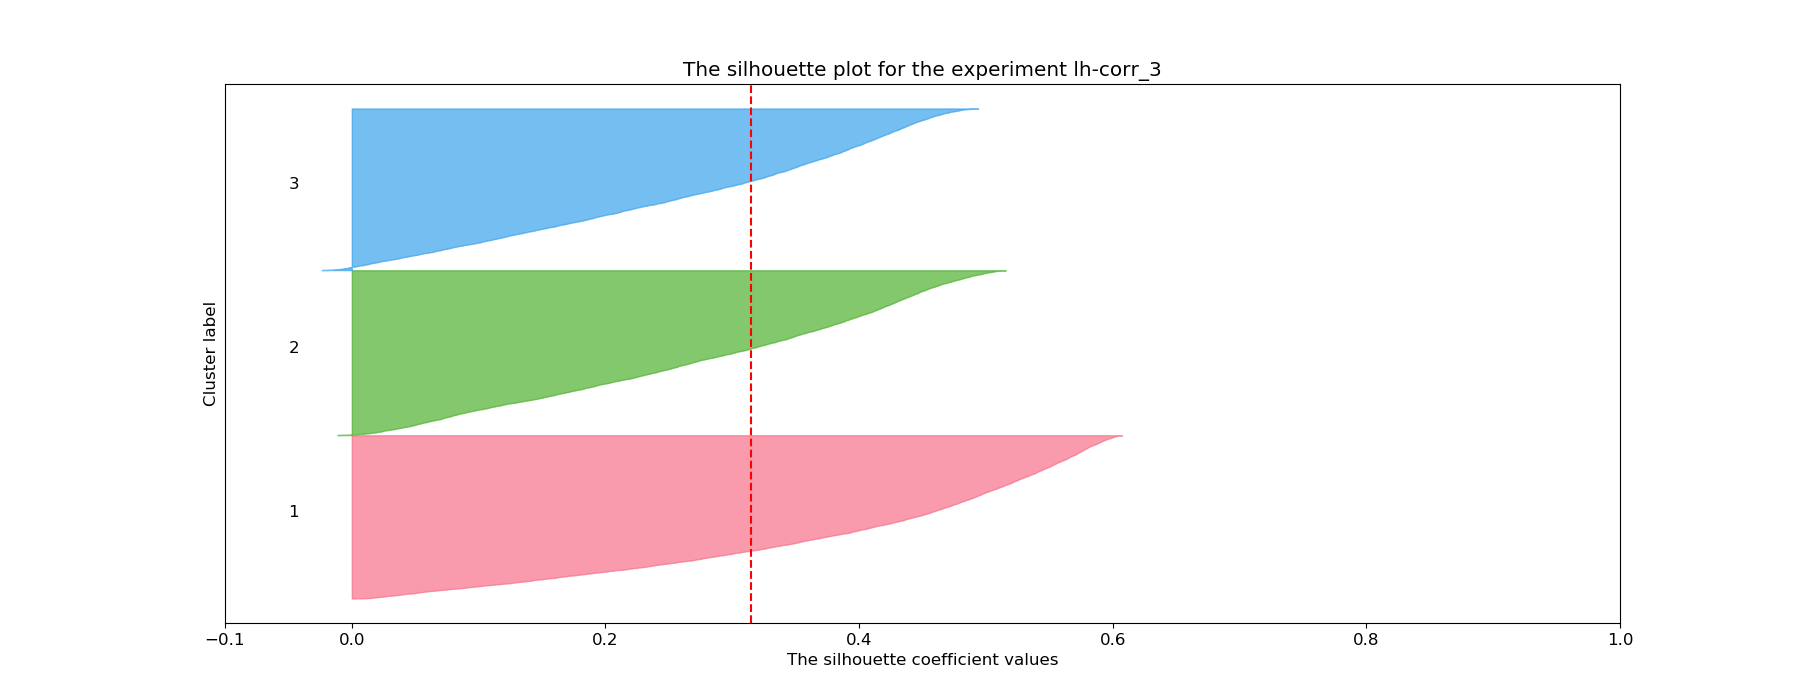 The silhouette plot for the experiment lh-corr_3
3
2
1
Cluster label
−0.1 0.0 0.2 0.4 0.6 0.8 1.0
The silhouette coefficient values